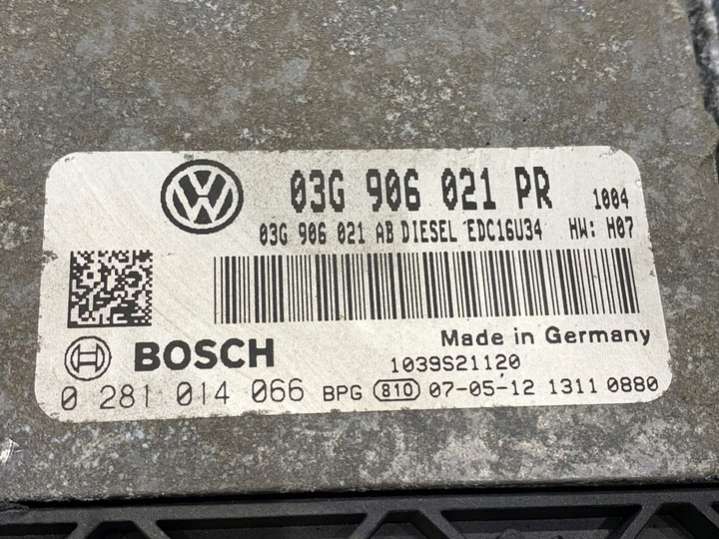 03G 906 021 PR 1004
03G 906 021 AB DIESEL EDC16U34 HW: H07
Made in Germany
BOSCH 1039S21120
0 281 014 066 BPG 810 07-05-12 1311 0880